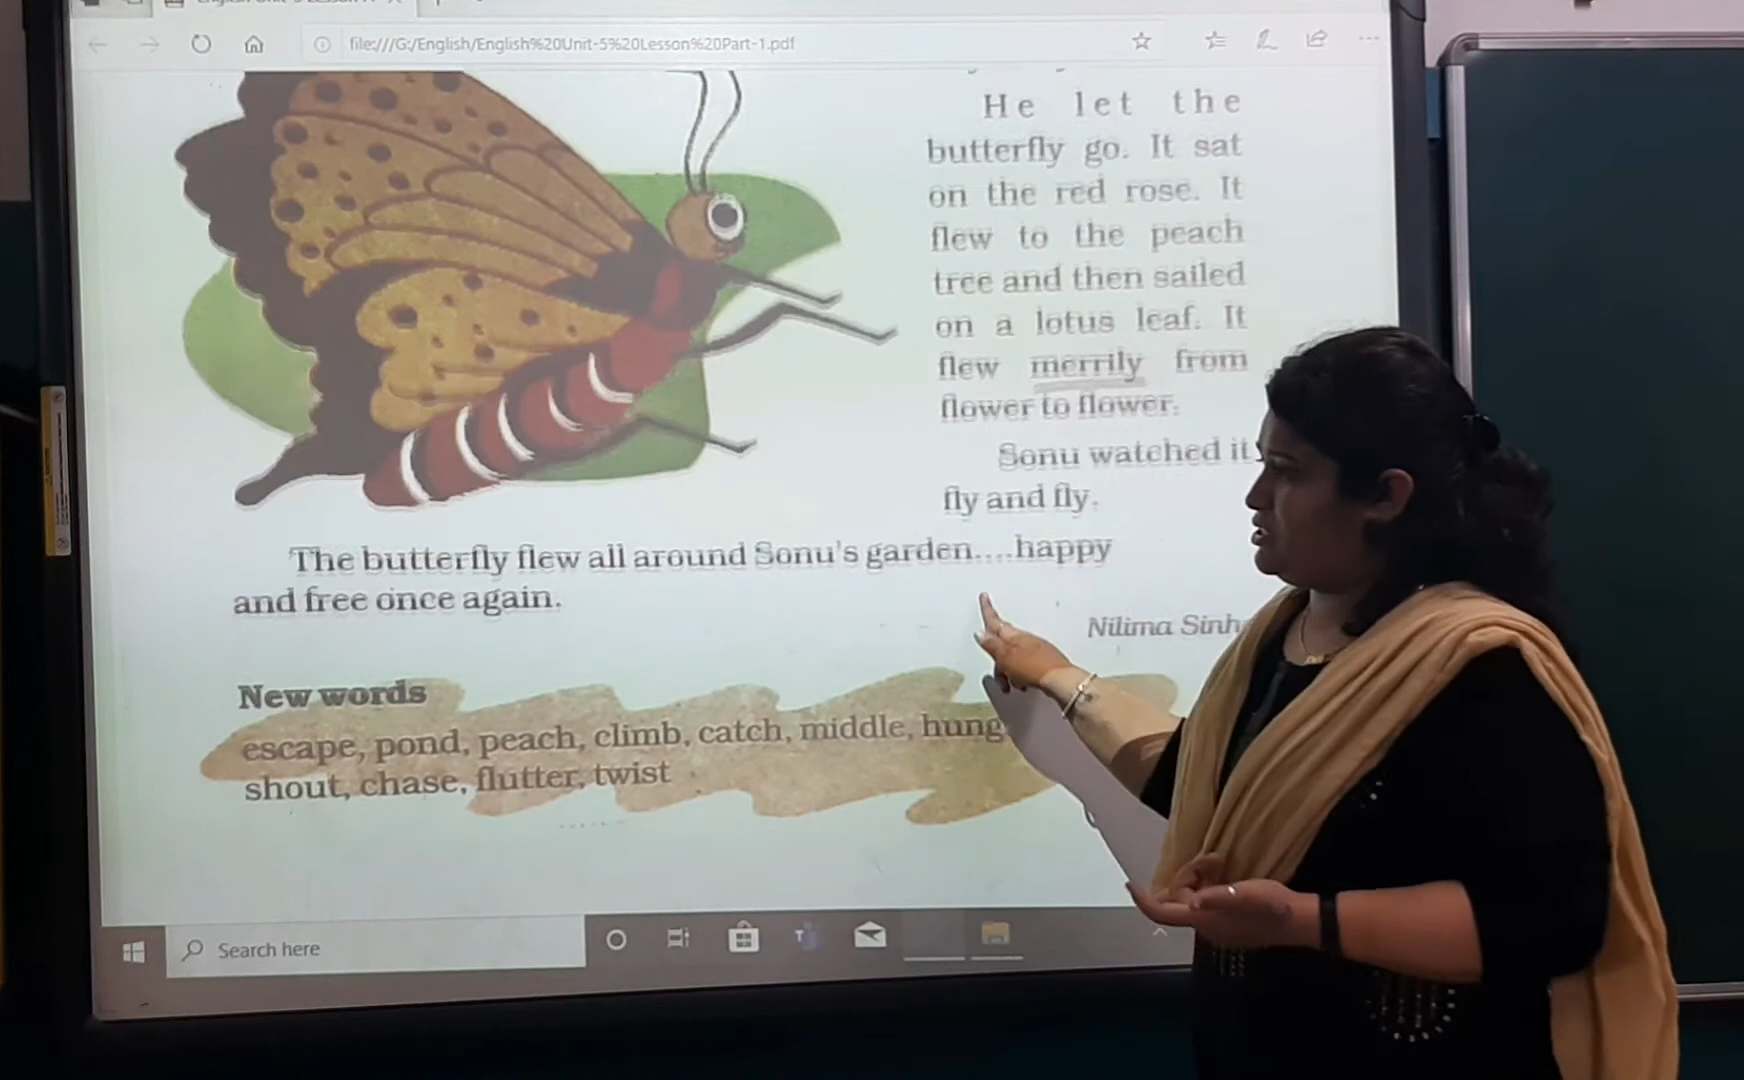 file:///G:/English/English%20Unit-5%20Lesson%20Part-1.pdf
He let the
butterfly go. It sat
on the red rose. It
flew to the peach
tree and then sailed
on a lotus leaf. It
flew merrily from
flower to flower.
Sonu watched it
fly and fly.
The butterfly flew all around Sonu's garden....happy
and free once again.
Nilima Sinh
New words
escape, pond, peach, climb, catch, middle, hung
shout, chase, flutter, twist
Search here